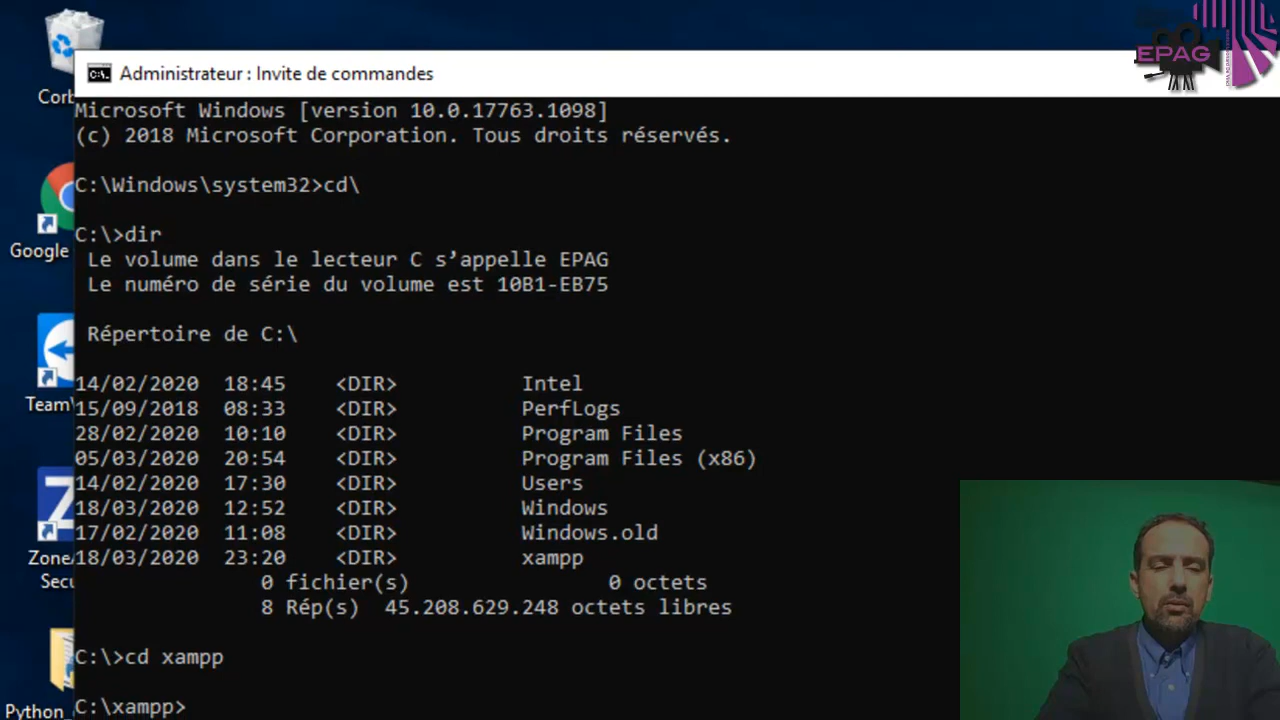 EPAG
Corb
Administrateur : Invite de commandes
Microsoft Windows [version 10.0.17763.1098]
(c) 2018 Microsoft Corporation. Tous droits réservés.
C:\Windows\system32>cd\
C:\>dir
Google
Le volume dans le lecteur C s’appelle EPAG
Le numéro de série du volume est 10B1-EB75
Répertoire de C:\
14/02/2020 18:45 <DIR> Intel
TeamV
15/09/2018 08:33 <DIR> PerfLogs
28/02/2020 10:10 <DIR> Program Files
05/03/2020 20:54 <DIR> Program Files (x86)
14/02/2020 17:30 <DIR> Users
18/03/2020 12:52 <DIR> Windows
17/02/2020 11:08 <DIR> Windows.old
ZoneA
18/03/2020 23:20 <DIR> xampp
Secu
0 fichier(s) 0 octets
8 Rép(s) 45.208.629.248 octets libres
C:\>cd xampp
Python_
C:\xampp>